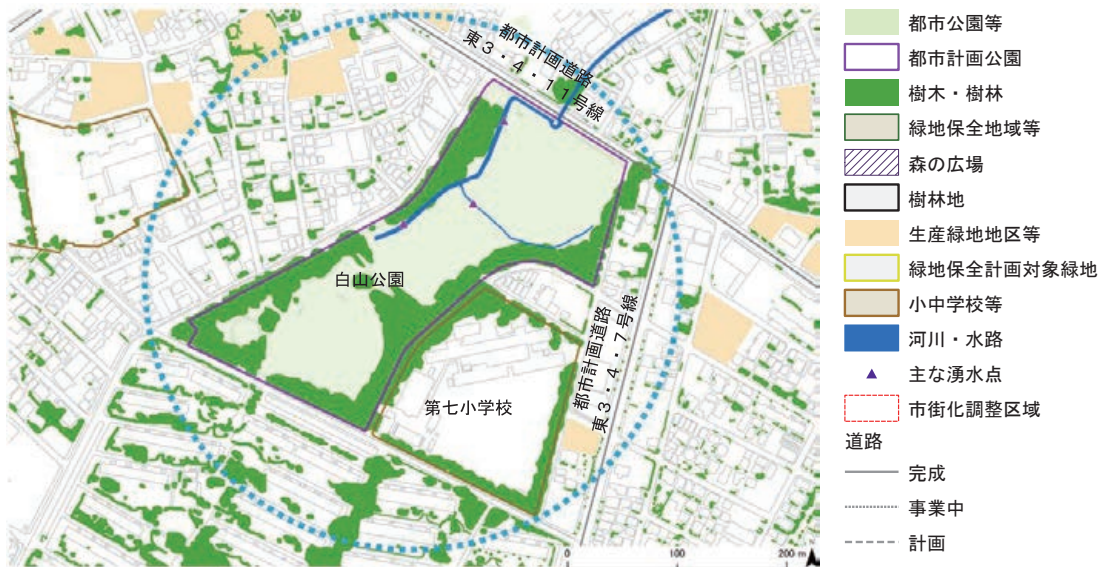 都市計画道路
東3・4・11号線
白山公園
第七小学校
都市計画道路
東3・4・7号線
0 100 200 m
都市公園等
都市計画公園
樹木・樹林
緑地保全地域等
森の広場
樹林地
生産緑地地区等
緑地保全計画対象緑地
小中学校等
河川・水路
主な湧水点
市街化調整区域
道路
完成
事業中
計画